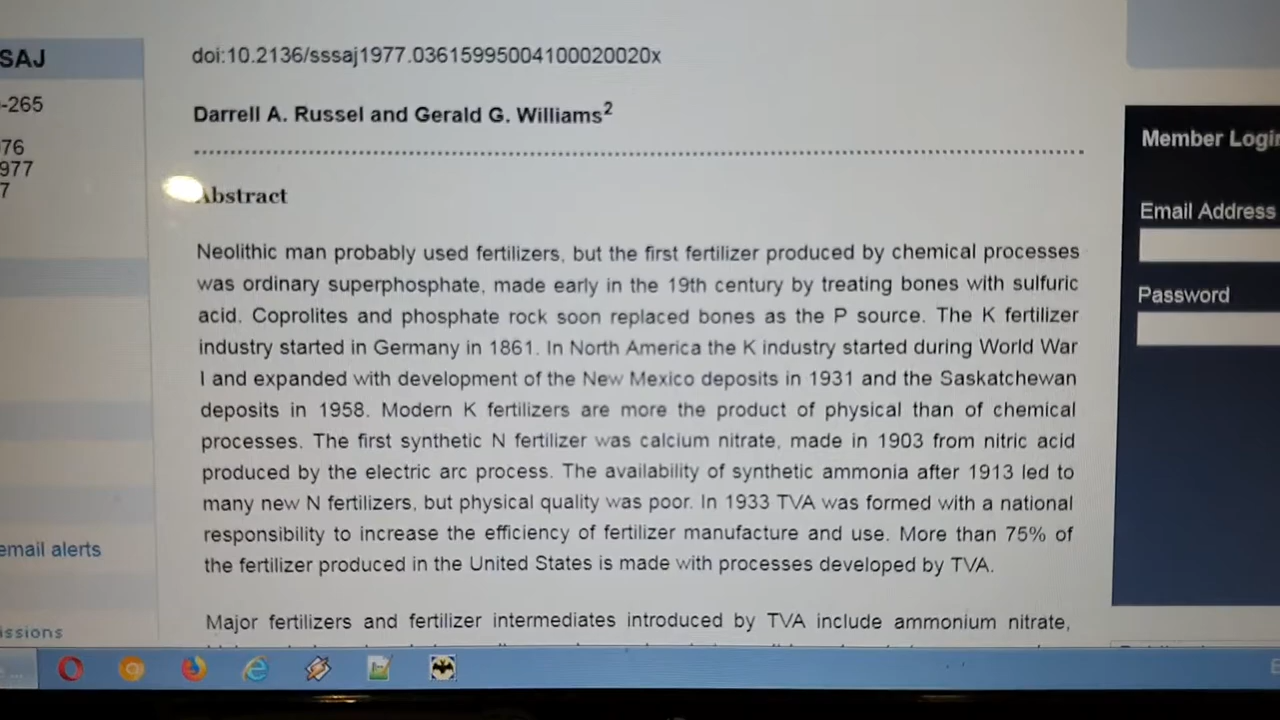 SAJ
-265
76
977
7
email alerts
issions
doi:10.2136/sssaj1977.03615995004100020020x
Darrell A. Russel and Gerald G. Williams2
Abstract
Neolithic man probably used fertilizers, but the first fertilizer produced by chemical processes
was ordinary superphosphate, made early in the 19th century by treating bones with sulfuric
acid. Coprolites and phosphate rock soon replaced bones as the P source. The K fertilizer
industry started in Germany in 1861. In North America the K industry started during World War
I and expanded with development of the New Mexico deposits in 1931 and the Saskatchewan
deposits in 1958. Modern K fertilizers are more the product of physical than of chemical
processes. The first synthetic N fertilizer was calcium nitrate, made in 1903 from nitric acid
produced by the electric arc process. The availability of synthetic ammonia after 1913 led to
many new N fertilizers, but physical quality was poor. In 1933 TVA was formed with a national
responsibility to increase the efficiency of fertilizer manufacture and use. More than 75% of
the fertilizer produced in the United States is made with processes developed by TVA.
Major fertilizers and fertilizer intermediates introduced by TVA include ammonium nitrate,
Member Login
Email Address
Password